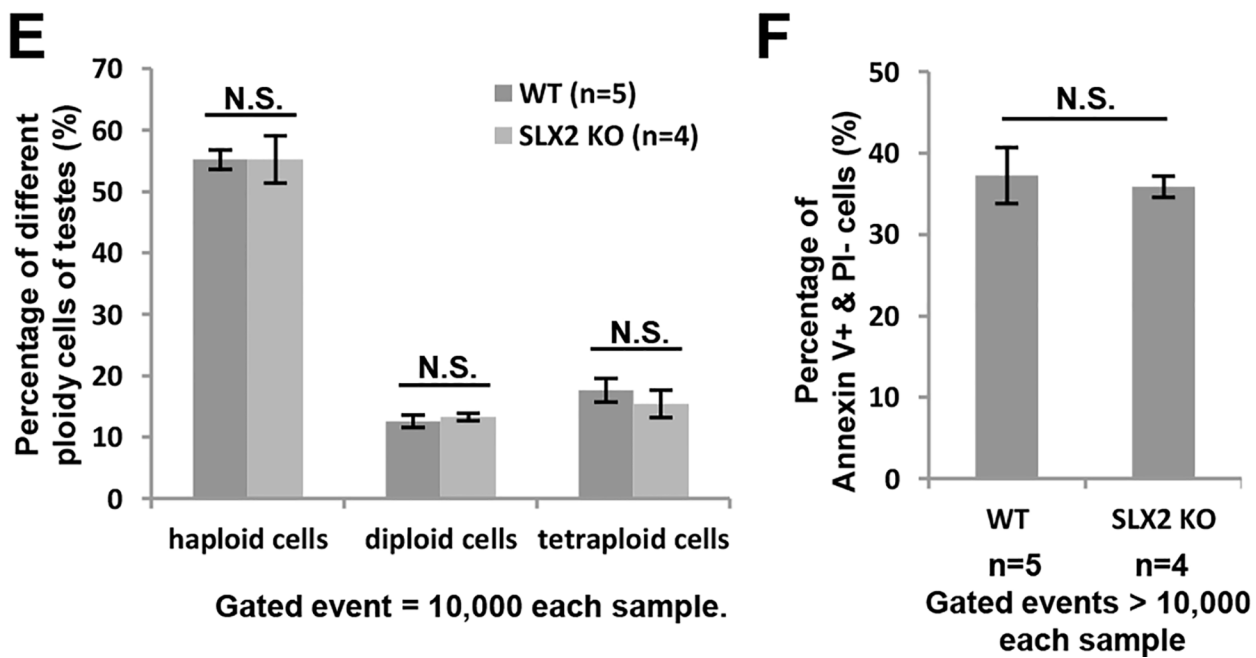 E
Percentage of different
ploidy cells of testes (%)
70
60
50
40
30
20
10
0
N.S.
N.S.
N.S.
WT (n=5)
SLX2 KO (n=4)
haploid cells
diploid cells
tetraploid cells
Gated event = 10,000 each sample.
F
Percentage of
Annexin V+ & PI- cells (%)
50
40
30
20
10
0
N.S.
WT
SLX2 KO
n=5
n=4
Gated events > 10,000
each sample